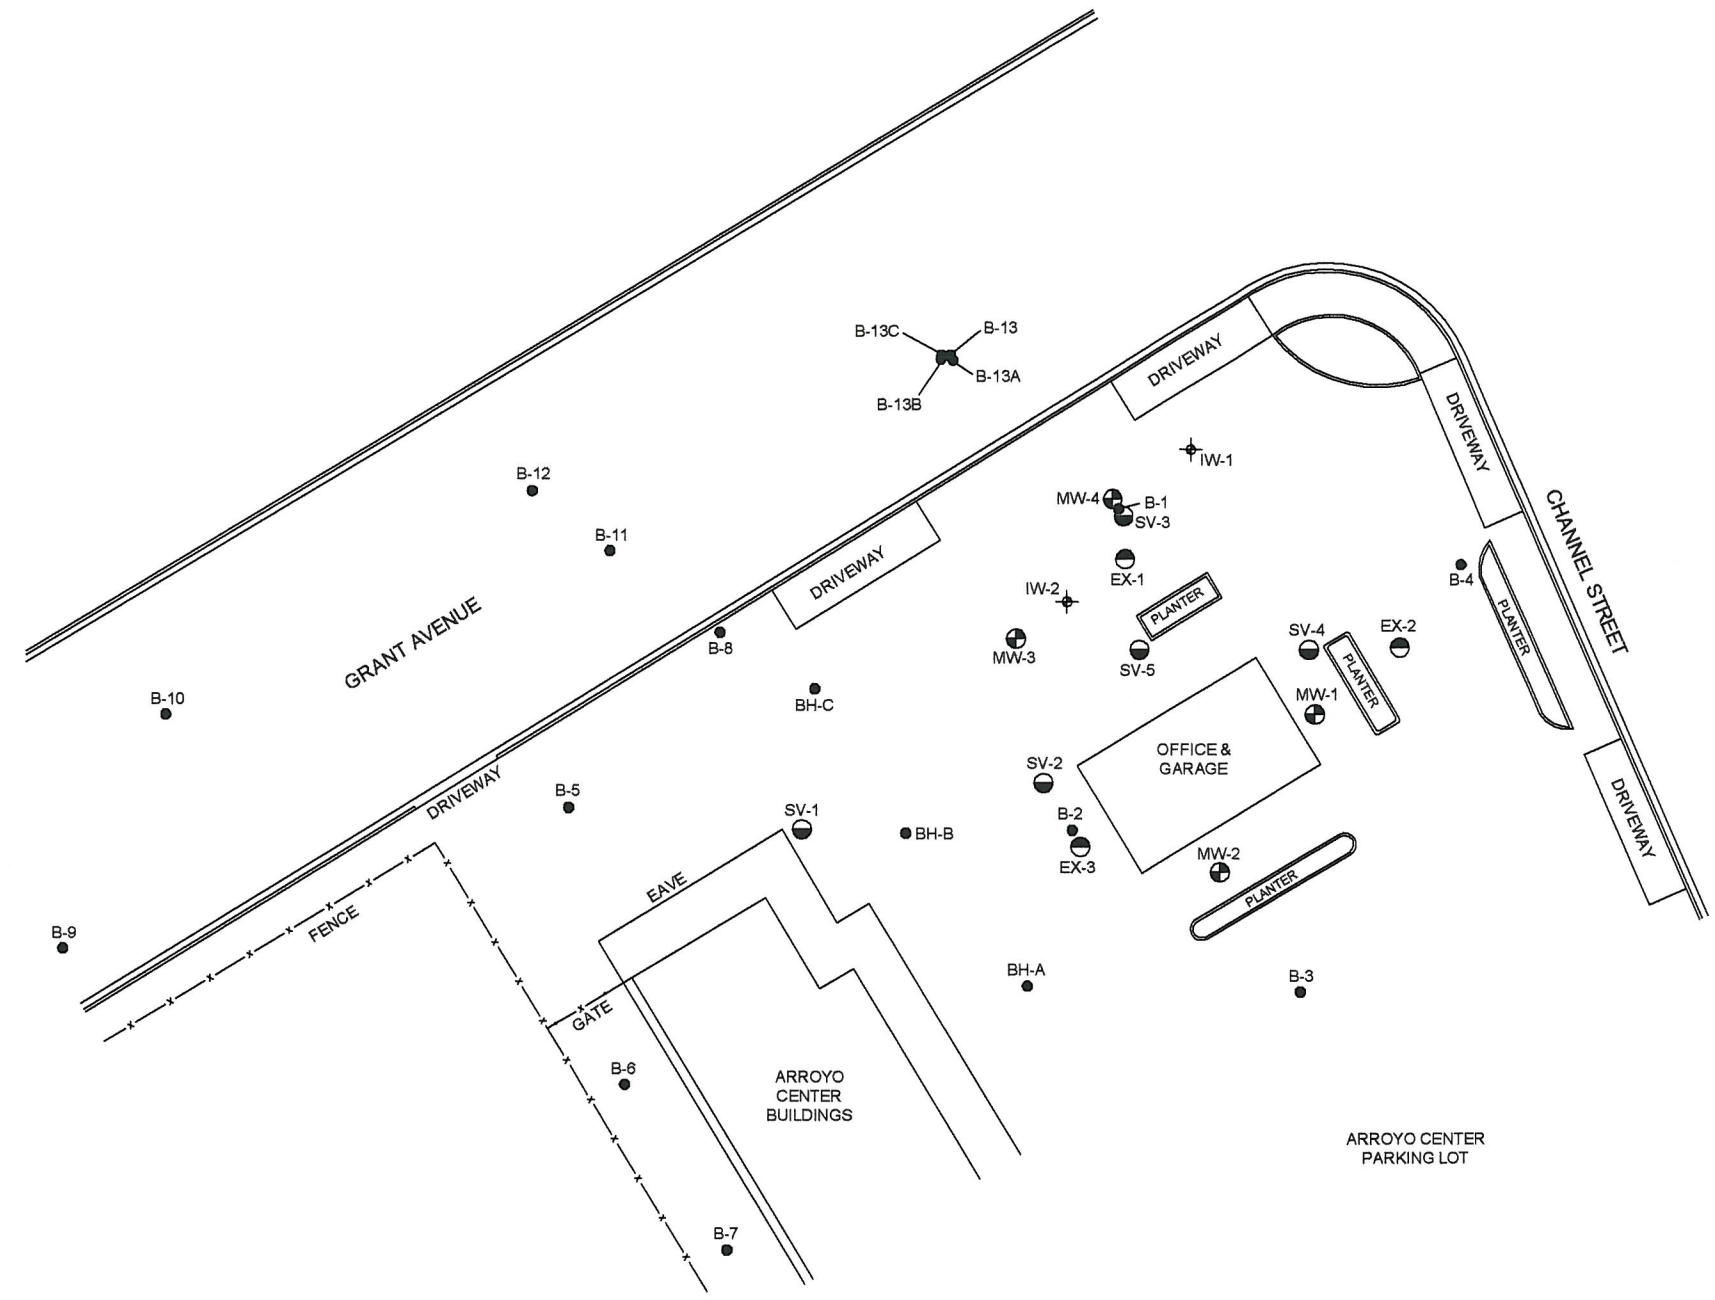 B-13C
B-13
B-13A
B-13B
DRIVEWAY
DRIVEWAY
IW-1
B-12
MW-4
B-1
SV-3
CHANNEL STREET
B-11
DRIVEWAY
EX-1
B-4
IW-2
PLANTER
PLANTER
GRANT AVENUE
B-8
MW-3
SV-5
SV-4
EX-2
PLANTER
B-10
BH-C
MW-1
OFFICE &
GARAGE
DRIVEWAY
B-5
SV-2
SV-1
BH-B
B-2
EX-3
MW-2
DRIVEWAY
EAVE
PLANTER
B-9
FENCE
BH-A
B-3
GATE
B-6
ARROYO
CENTER
BUILDINGS
ARROYO CENTER
PARKING LOT
B-7